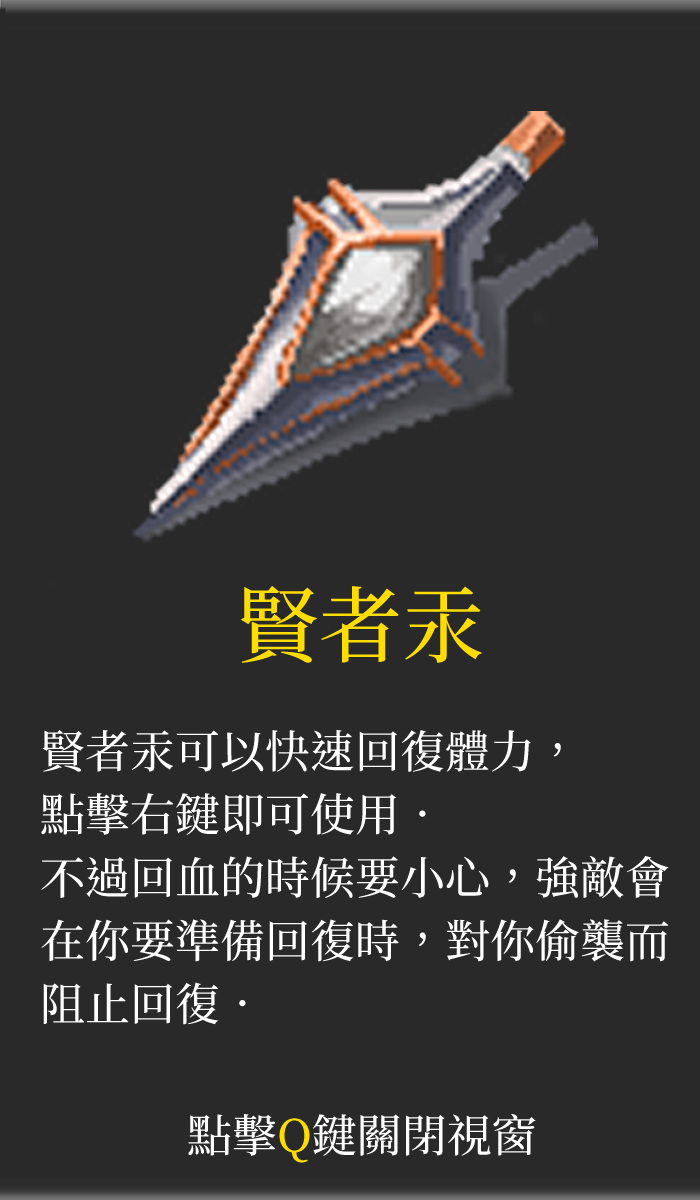 賢者汞
賢者汞可以快速回復體力，
點擊右鍵即可使用．
不過回血的時候要小心，強敵會
在你要準備回復時，對你偷襲而
阻止回復．
點擊Q鍵關閉視窗